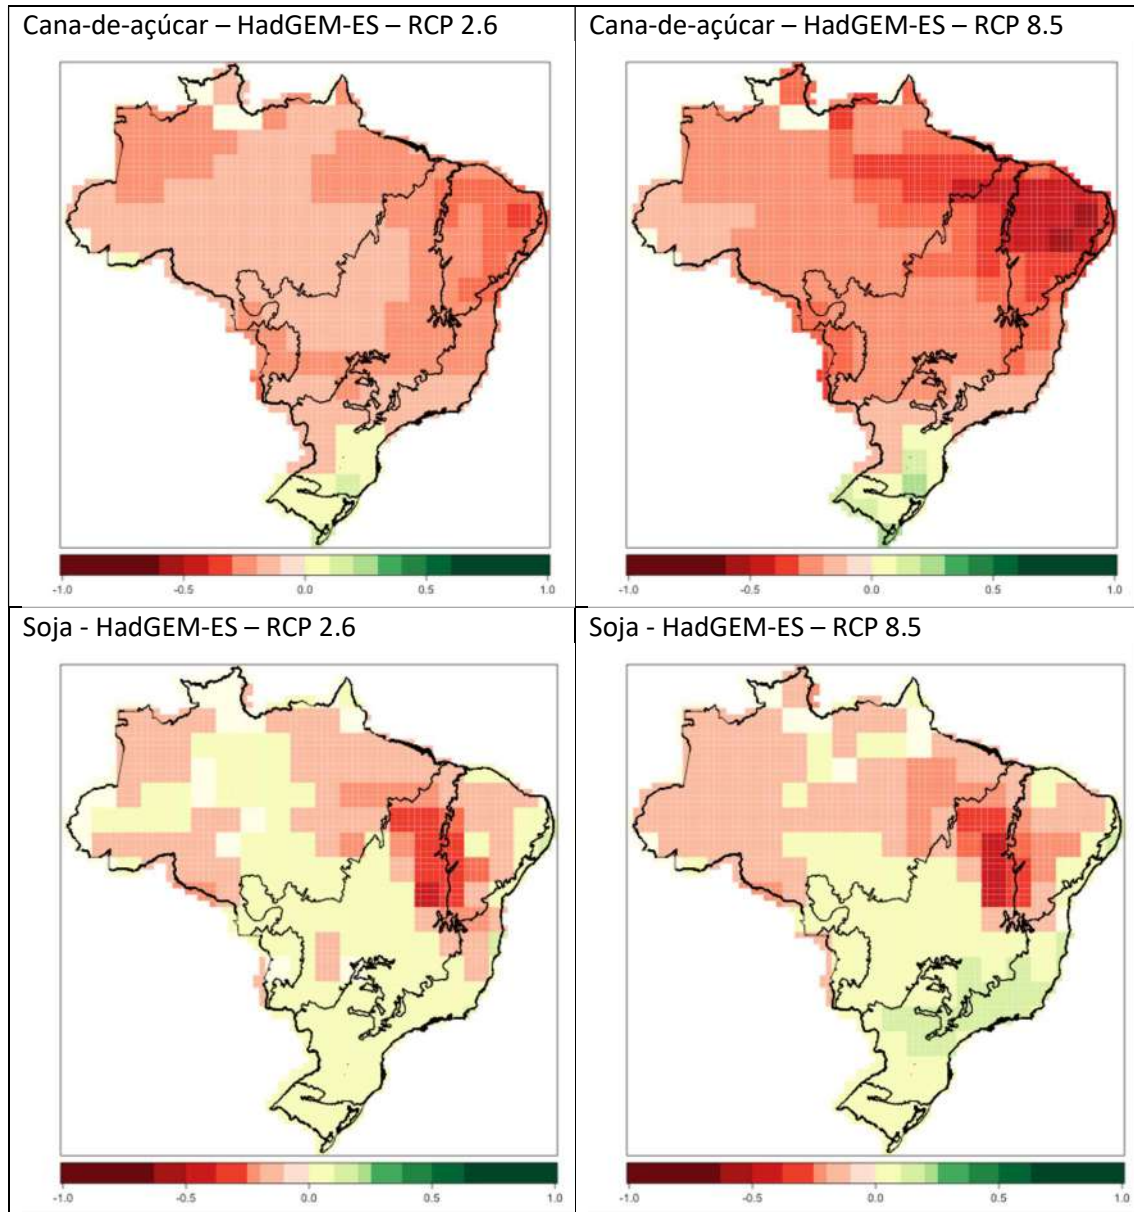 Cana-de-açúcar – HadGEM-ES – RCP 2.6
Cana-de-açúcar – HadGEM-ES – RCP 8.5
-1.0 -0.5 0.0 0.5 1.0
-1.0 -0.5 0.0 0.5 1.0
Soja - HadGEM-ES – RCP 2.6
Soja - HadGEM-ES – RCP 8.5
-1.0 -0.5 0.0 0.5 1.0
-1.0 -0.5 0.0 0.5 1.0